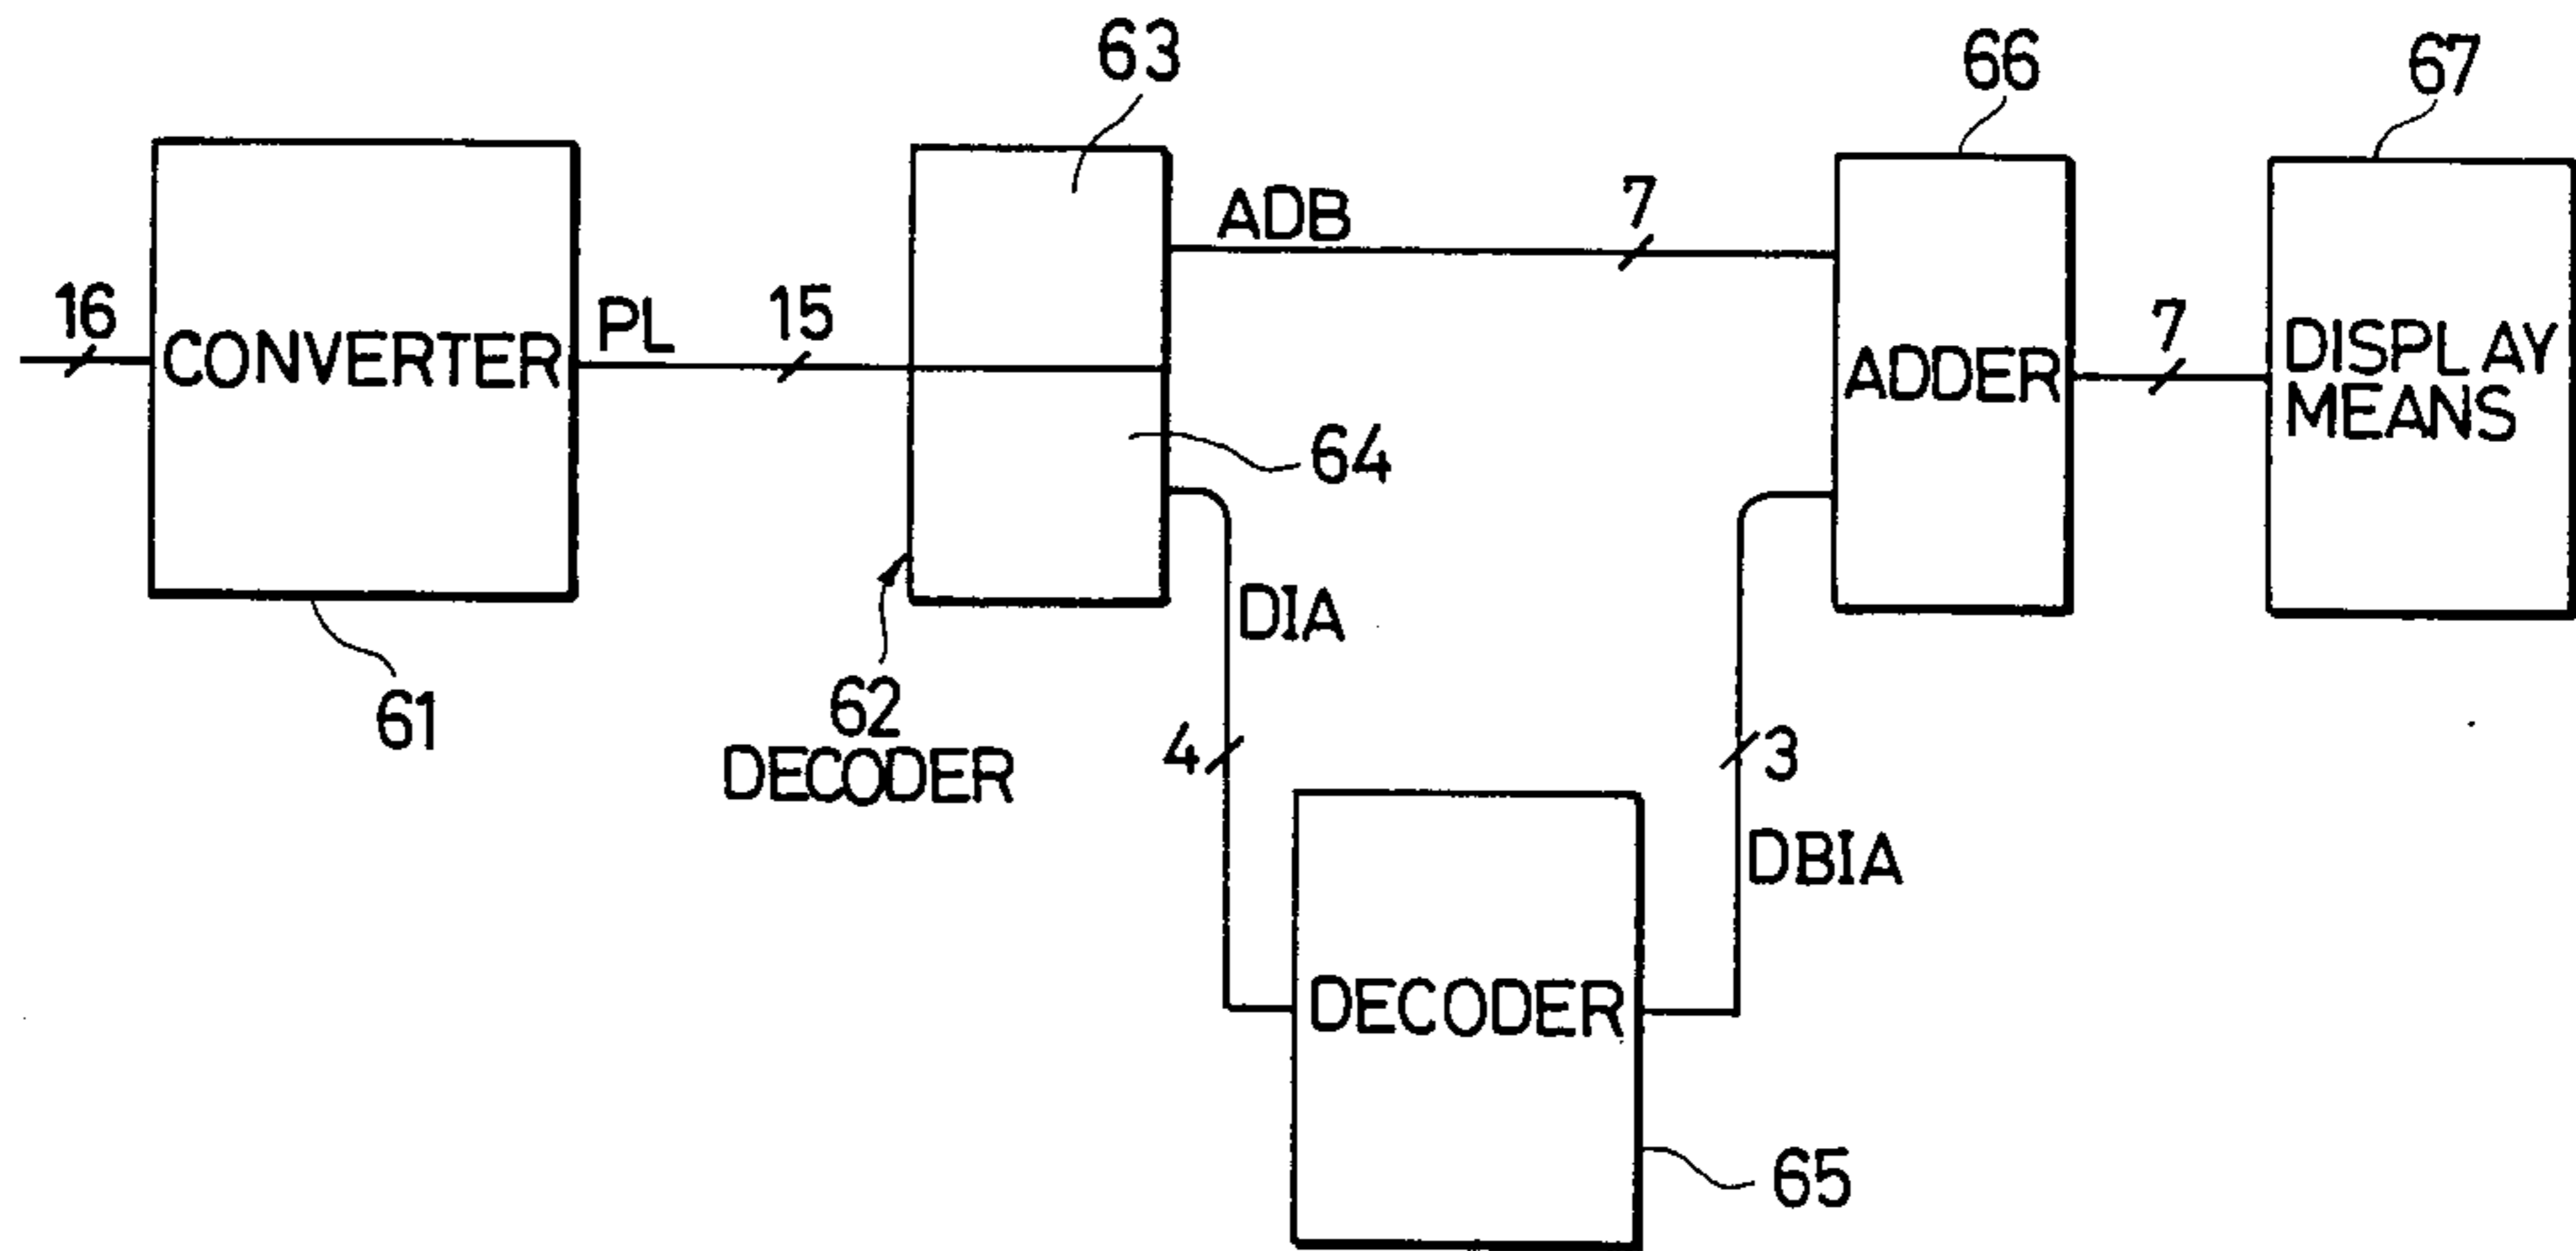 63
66
67
16
CONVERTER
PL
15
ADB
7
ADDER
7
DISPLAY
MEANS
64
61
62
DECODER
DIA
4
3
DBIA
DECODER
65